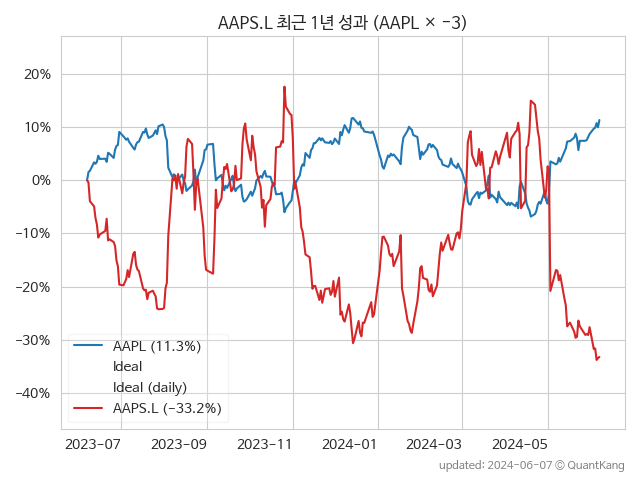 AAPS.L 최근 1년 성과 (AAPL × −3)
20%
10%
0%
−10%
−20%
−30%
−40%
AAPL (11.3%)
Ideal
Ideal (daily)
AAPS.L (−33.2%)
2023-07 2023-09 2023-11 2024-01 2024-03 2024-05
updated: 2024-06-07 © QuantKang